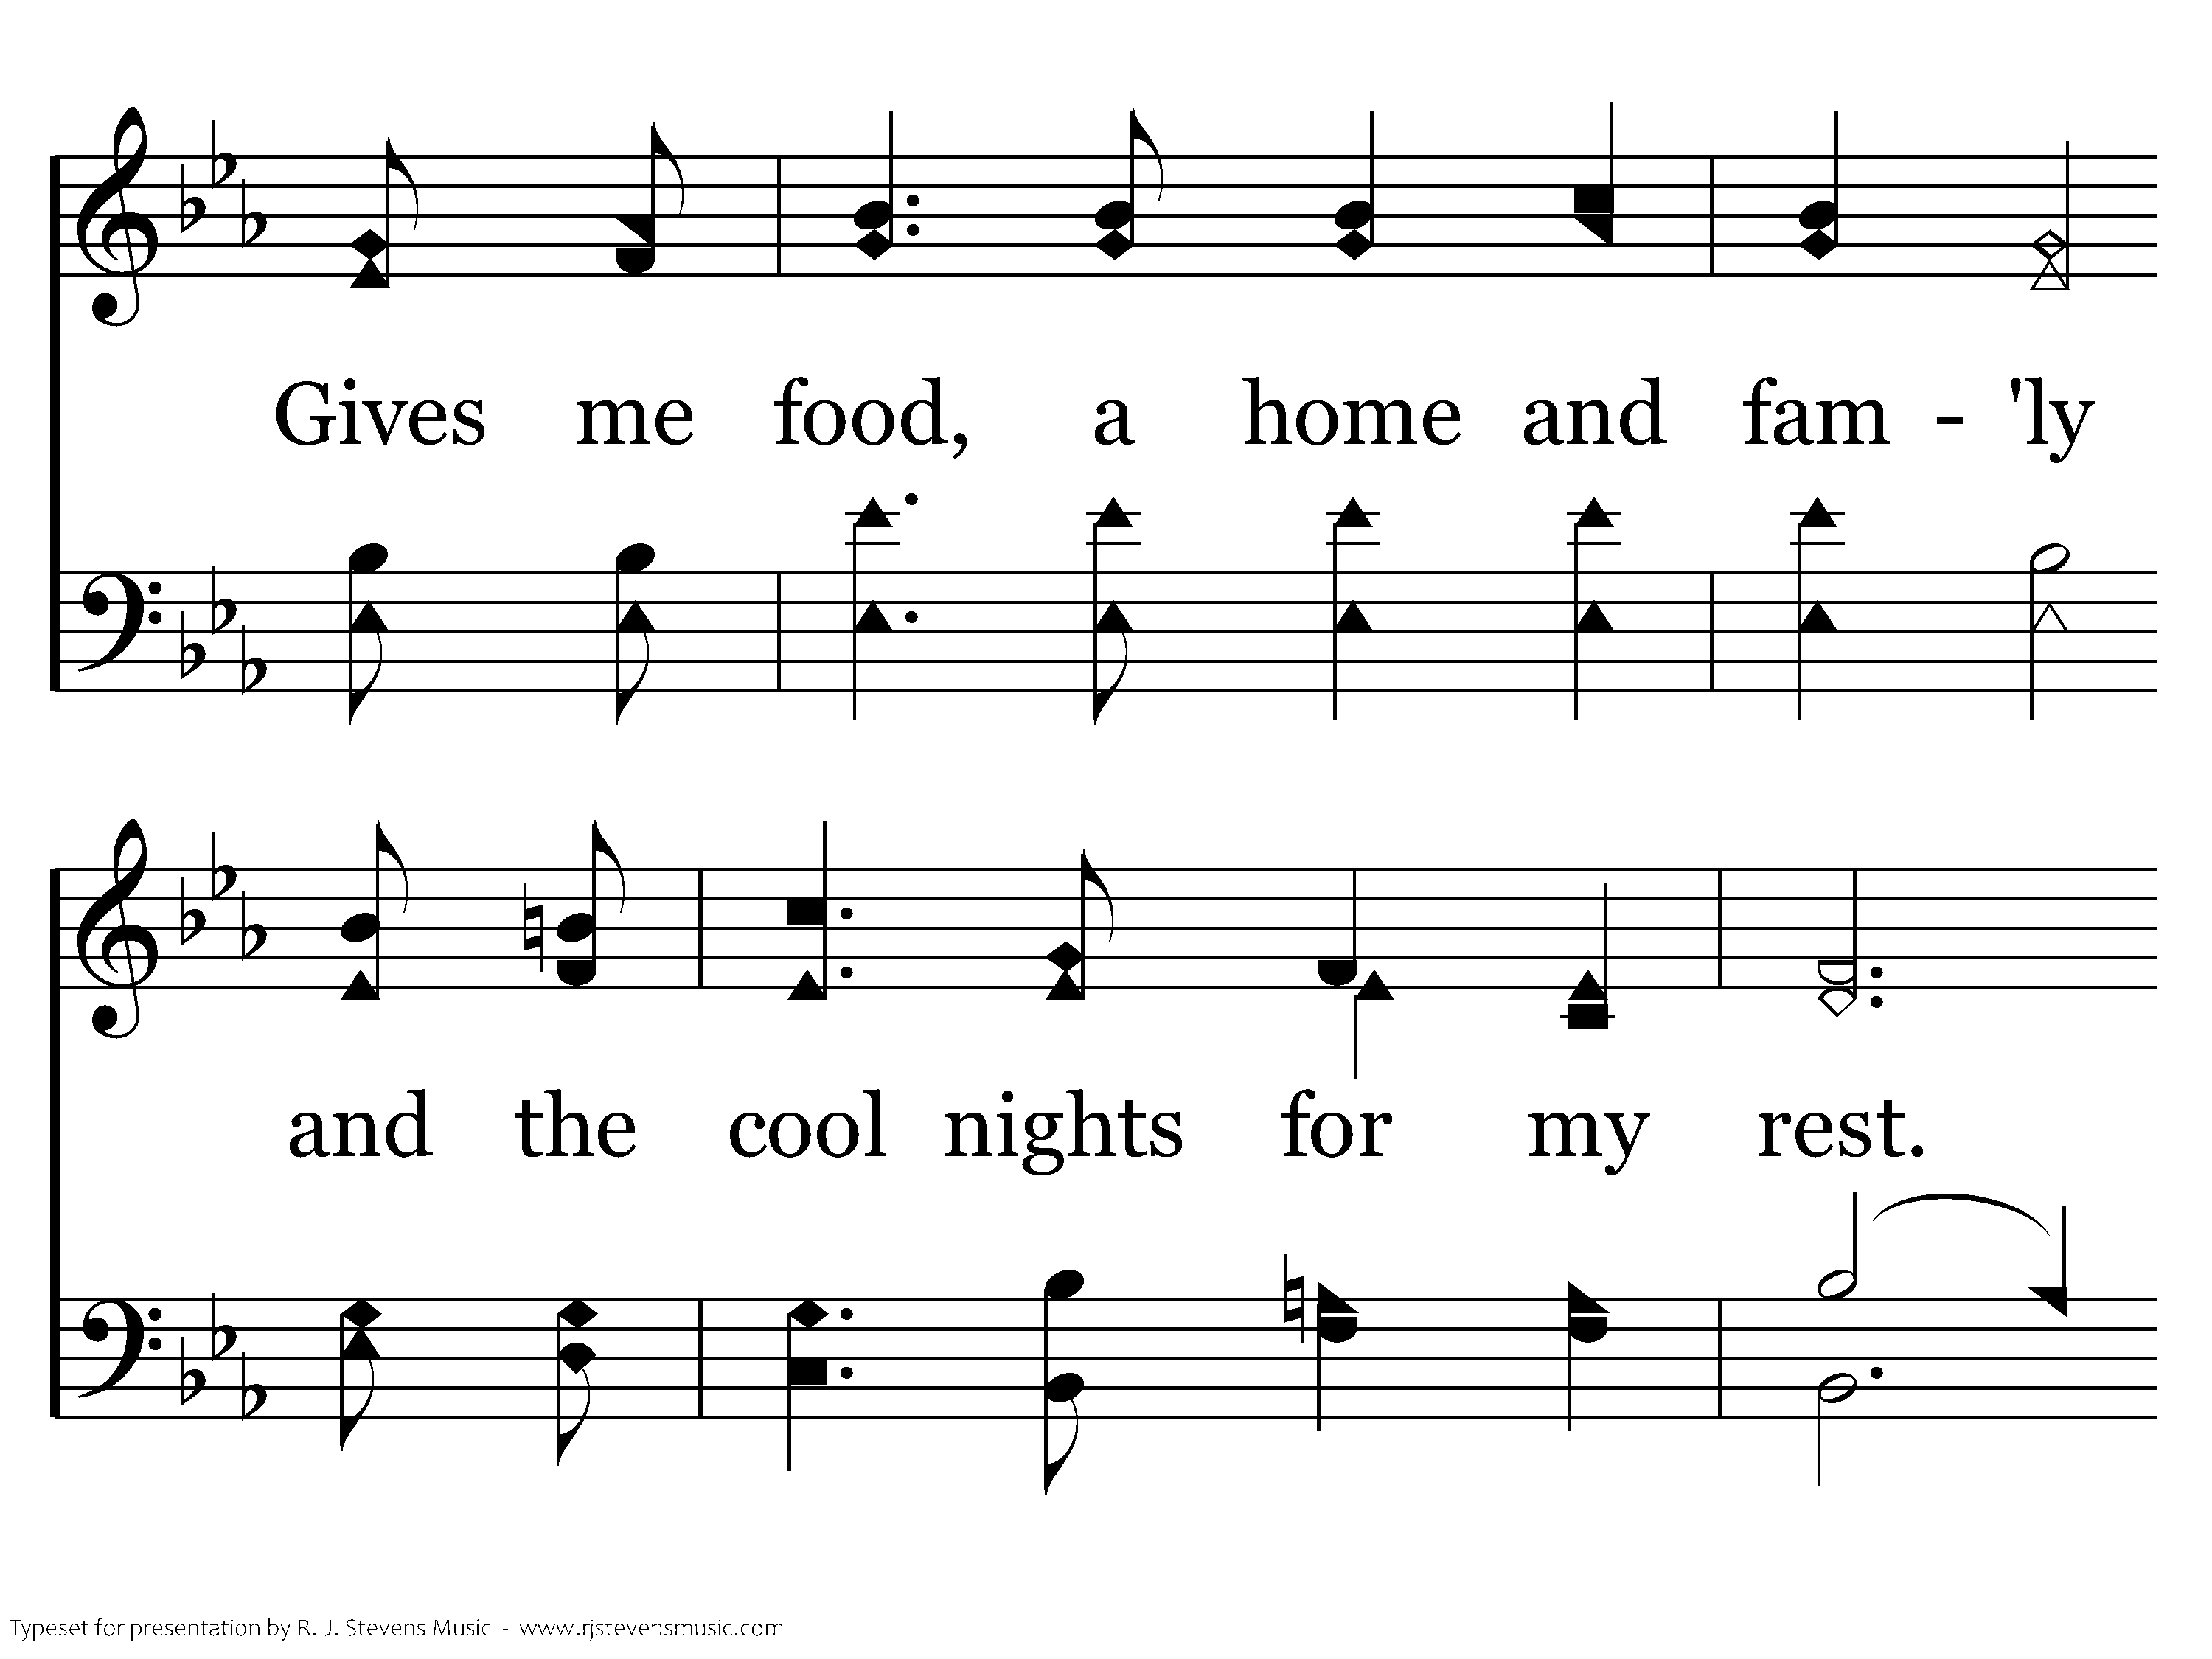 Gives me food, a home and fam - 'ly
and the cool nights for my rest.
Typeset for presentation by R. J. Stevens Music - www.rjstevensmusic.com